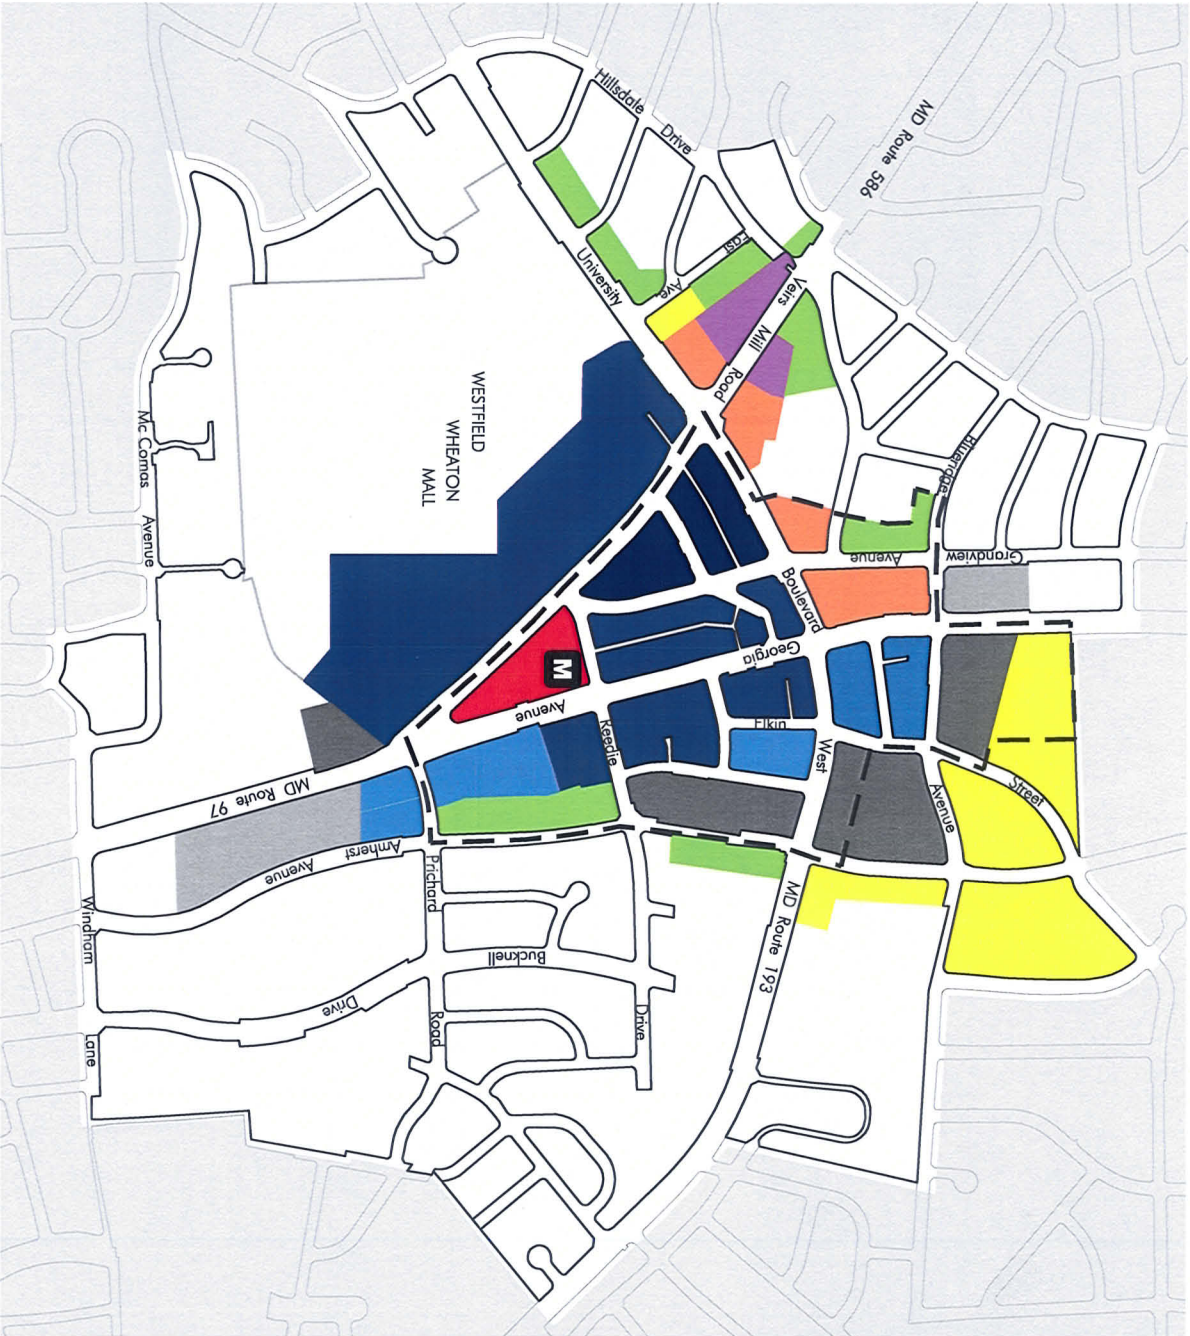 Hillsdale
Drive
MD Route 586
East
Ave
University
Veirs
Mill
Road
WESTFIELD
WHEATON
MALL
Mc Comas
Avenue
Blueridge
Grandview
Avenue
Boulevard
Georgia
Avenue
M
Reedie
Elkin
West
Avenue
Street
MD Route 97
Amherst
Avenue
Prichard
Road
Windham
Lane
Bucknell
Drive
Drive
MD Route 193